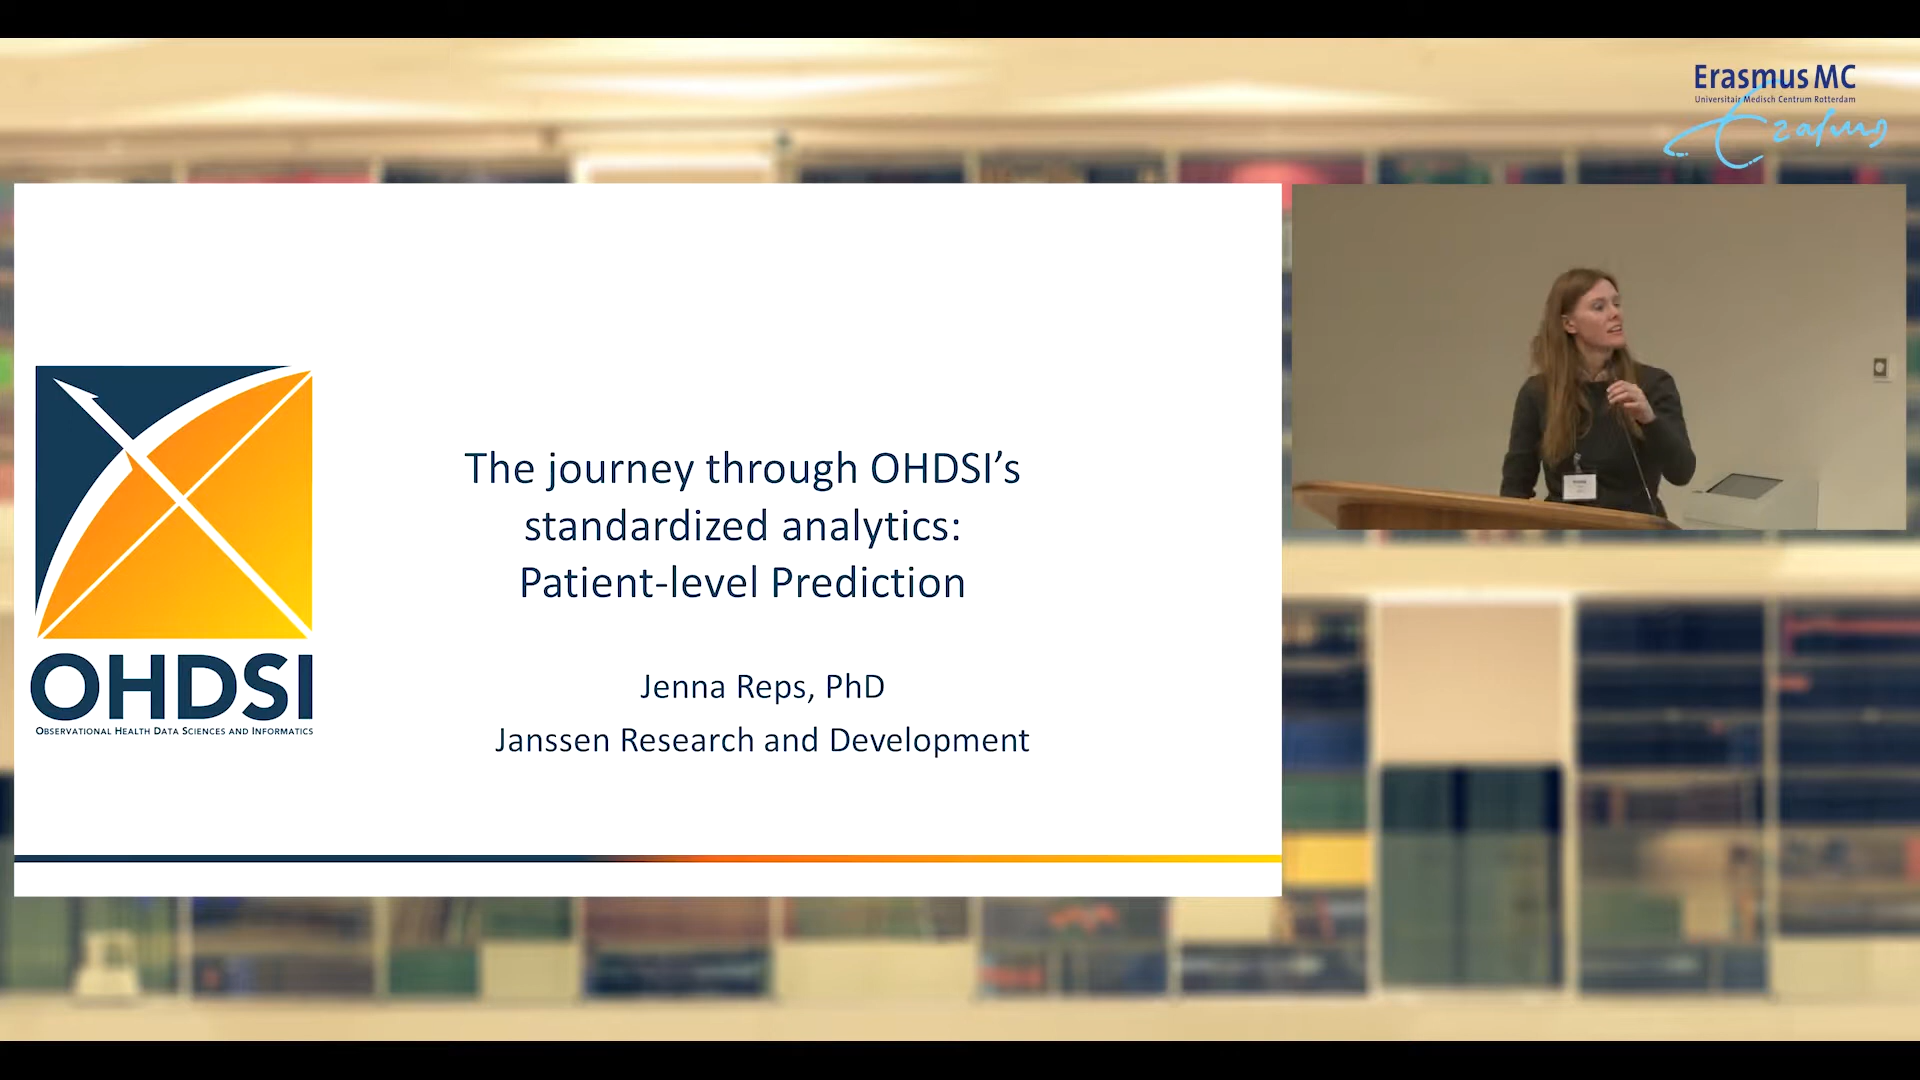 Erasmus MC
Universitair Medisch Centrum Rotterdam
Erasmus
The journey through OHDSI’s
standardized analytics:
Patient-level Prediction
Jenna Reps, PhD
Janssen Research and Development
OHDSI
OBSERVATIONAL HEALTH DATA SCIENCES AND INFORMATICS